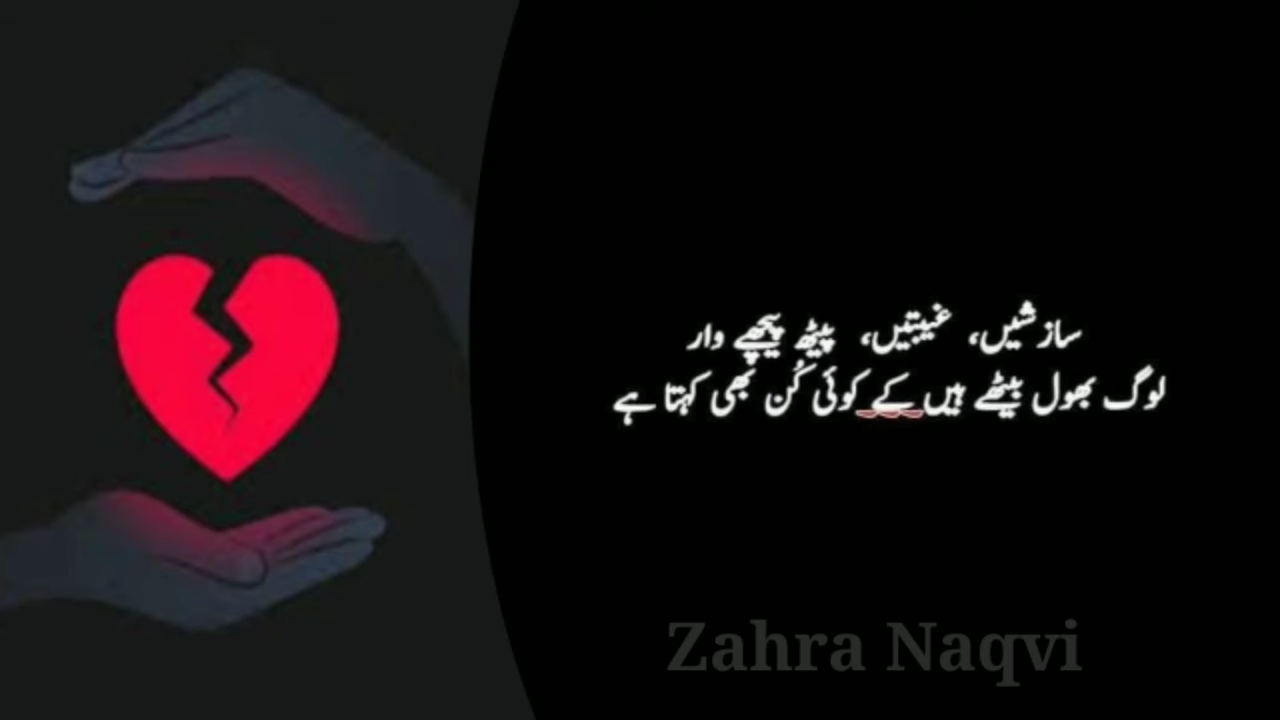 سازشیں، غیبتیں، پیٹھ پیچھے وار
لوگ بھول بیٹھے ہیں کے کوئی کُن بھی کہتا ہے
Zahra Naqvi